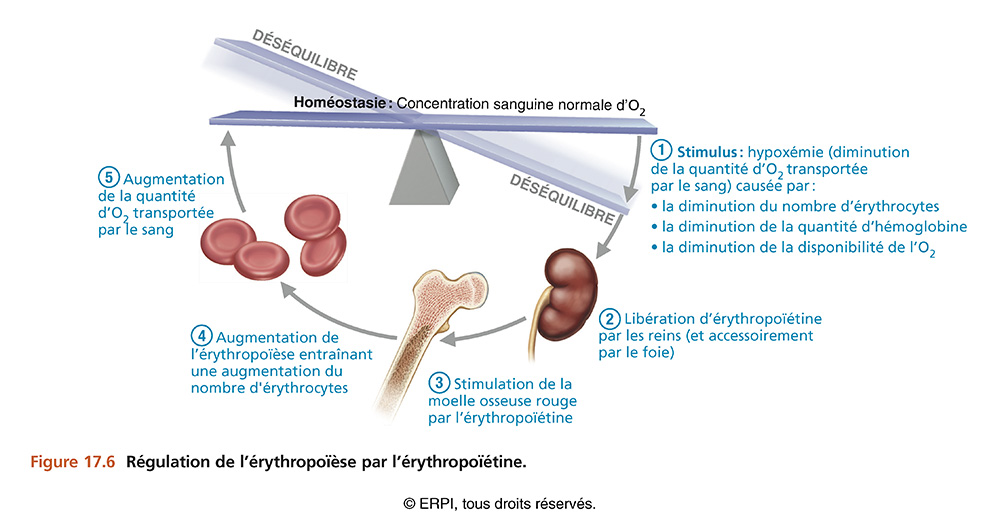 DÉSÉQUILIBRE
Homéostasie : Concentration sanguine normale d'O2
DÉSÉQUILIBRE
1 Stimulus : hypoxémie (diminution
de la quantité d'O2 transportée
par le sang) causée par :
• la diminution du nombre d'érythrocytes
• la diminution de la quantité d'hémoglobine
• la diminution de la disponibilité de l'O2
2 Libération d'érythropoïétine
par les reins (et accessoirement
par le foie)
3 Stimulation de la
moelle osseuse rouge
par l'érythropoïétine
4 Augmentation de
l'érythropoïèse entraînant
une augmentation du
nombre d'érythrocytes
5 Augmentation
de la quantité
d'O2 transportée
par le sang
Figure 17.6 Régulation de l'érythropoïèse par l'érythropoïétine.
© ERPI, tous droits réservés.